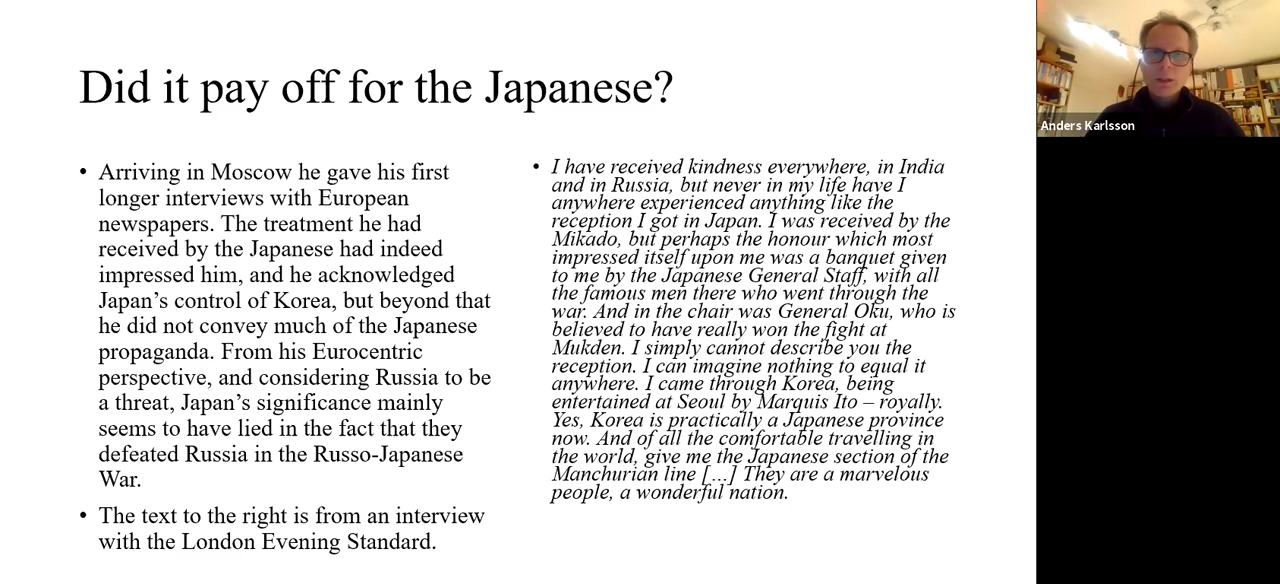 Did it pay off for the Japanese?
• Arriving in Moscow he gave his first
longer interviews with European
newspapers. The treatment he had
received by the Japanese had indeed
impressed him, and he acknowledged
Japan’s control of Korea, but beyond that
he did not convey much of the Japanese
propaganda. From his Eurocentric
perspective, and considering Russia to be
a threat, Japan’s significance mainly
seems to have lied in the fact that they
defeated Russia in the Russo-Japanese
War.
• The text to the right is from an interview
with the London Evening Standard.
• I have received kindness everywhere, in India
and in Russia, but never in my life have I
anywhere experienced anything like the
reception I got in Japan. I was received by the
Mikado, but perhaps the honour which most
impressed itself upon me was a banquet given
to me by the Japanese General Staff, with all
the famous men there who went through the
war. And in the chair was General Oku, who is
believed to have really won the fight at
Mukden. I simply cannot describe you the
reception. I can imagine nothing to equal it
anywhere. I came through Korea, being
entertained at Seoul by Marquis Ito – royally.
Yes, Korea is practically a Japanese province
now. And of all the comfortable travelling in
the world, give me the Japanese section of the
Manchurian line […] They are a marvelous
people, a wonderful nation.
Anders Karlsson